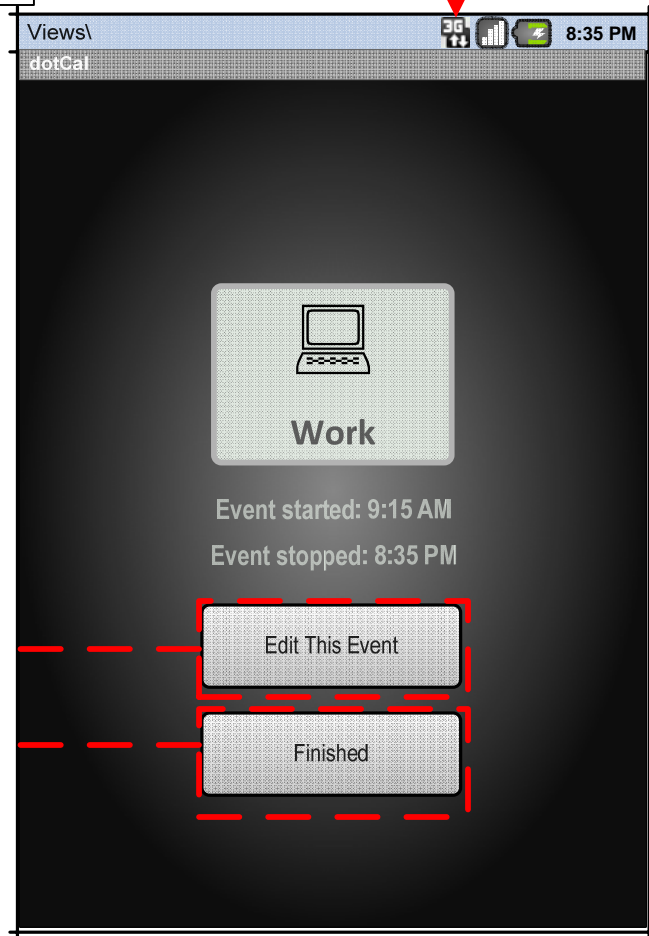 Views\ 3G 8:35 PM
dotCal
Work
Event started: 9:15 AM
Event stopped: 8:35 PM
Edit This Event
Finished